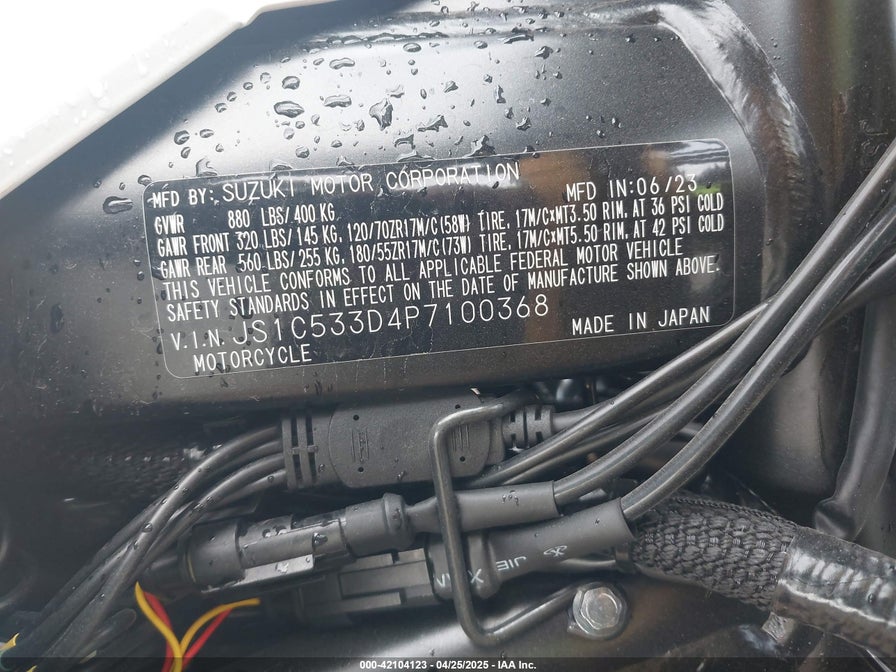 MFD BY: SUZUKI MOTOR CORPORATION MFD IN: 06/23
GVWR 880 LBS/ 400 KG
GAWR FRONT 320 LBS/ 145 KG, 120/70ZR17M/C(58W) TIRE, 17M/C×MT3.50 RIM, AT 36 PSI COLD
GAWR REAR 560 LBS/ 255 KG, 180/55ZR17M/C(73W) TIRE, 17M/C×MT5.50 RIM, AT 42 PSI COLD
THIS VEHICLE CONFORMS TO ALL APPLICABLE FEDERAL MOTOR VEHICLE
SAFETY STANDARDS IN EFFECT ON THE DATE OF MANUFACTURE SHOWN ABOVE.
V.I.N. JS1C533D4P7100368 MADE IN JAPAN
MOTORCYCLE
000-42104123 - 04/25/2025 - IAA Inc.